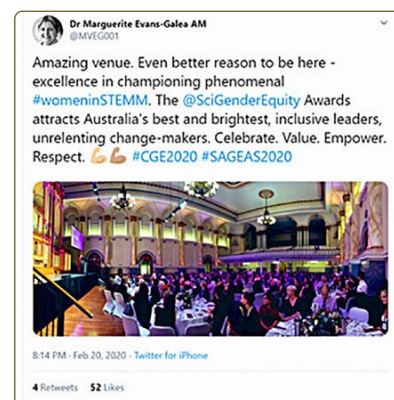 Dr Marguerite Evans-Galea AM
@MVEG001
Amazing venue. Even better reason to be here -
excellence in championing phenomenal
#womeninSTEMM. The @SciGenderEquity Awards
attracts Australia's best and brightest, inclusive leaders,
unrelenting change-makers. Celebrate. Value. Empower.
Respect. 💪🏼💪🏽 #CGE2020 #SAGEAS2020
8:14 PM · Feb 20, 2020 · Twitter for iPhone
4 Retweets 52 Likes